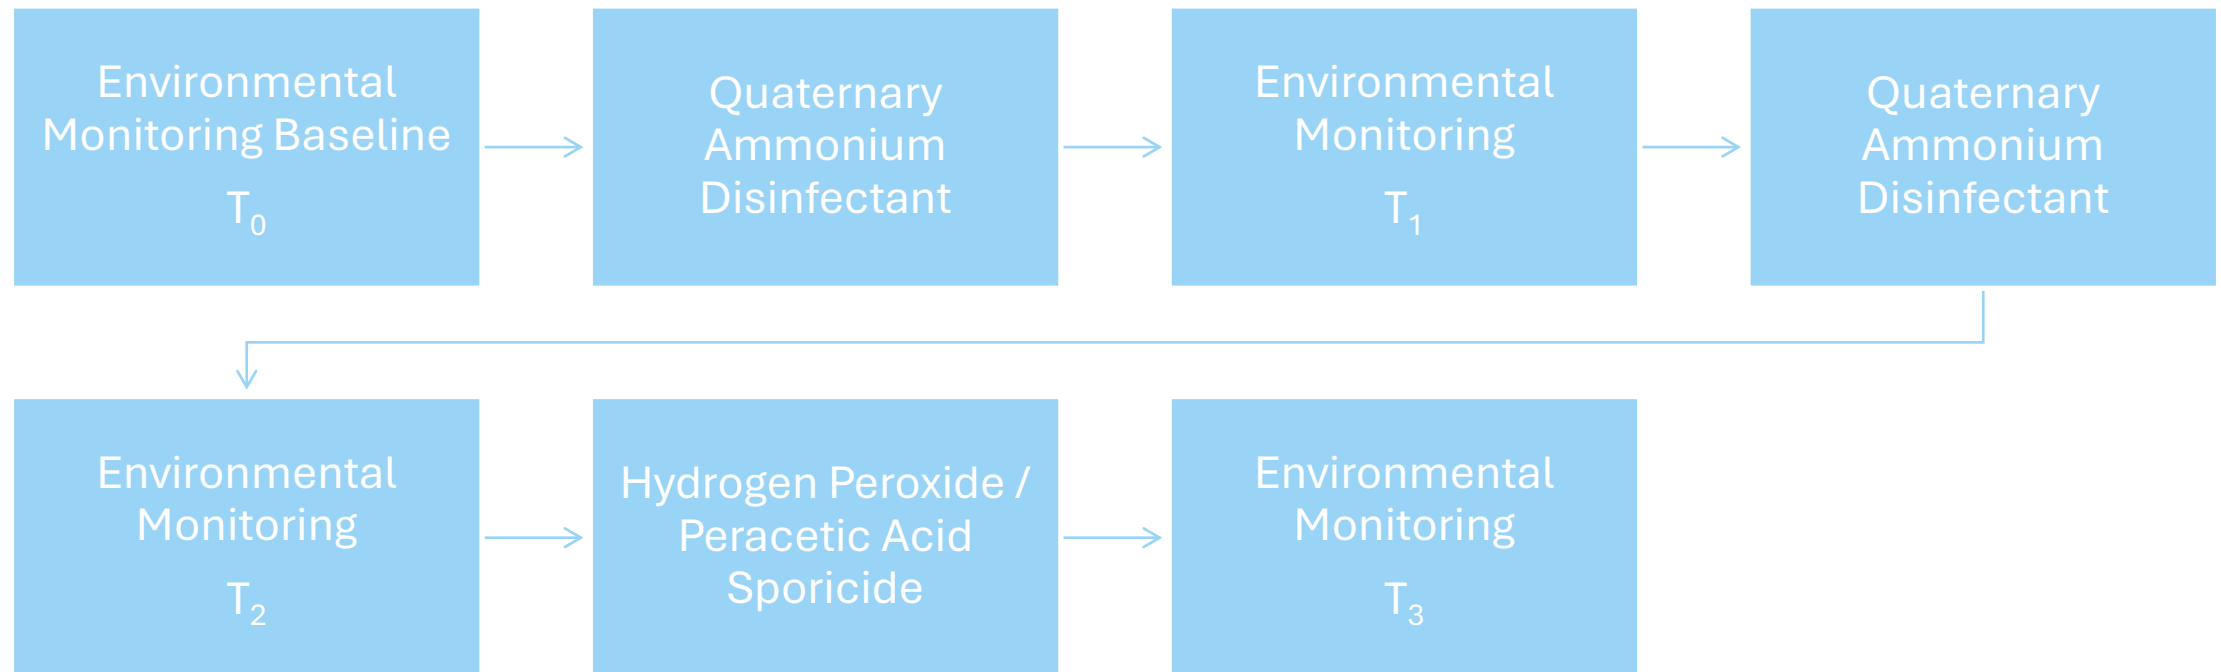 Environmental
Monitoring Baseline
T₀
Quaternary
Ammonium
Disinfectant
Environmental
Monitoring
T₁
Quaternary
Ammonium
Disinfectant
Environmental
Monitoring
T₂
Hydrogen Peroxide /
Peracetic Acid
Sporicide
Environmental
Monitoring
T₃